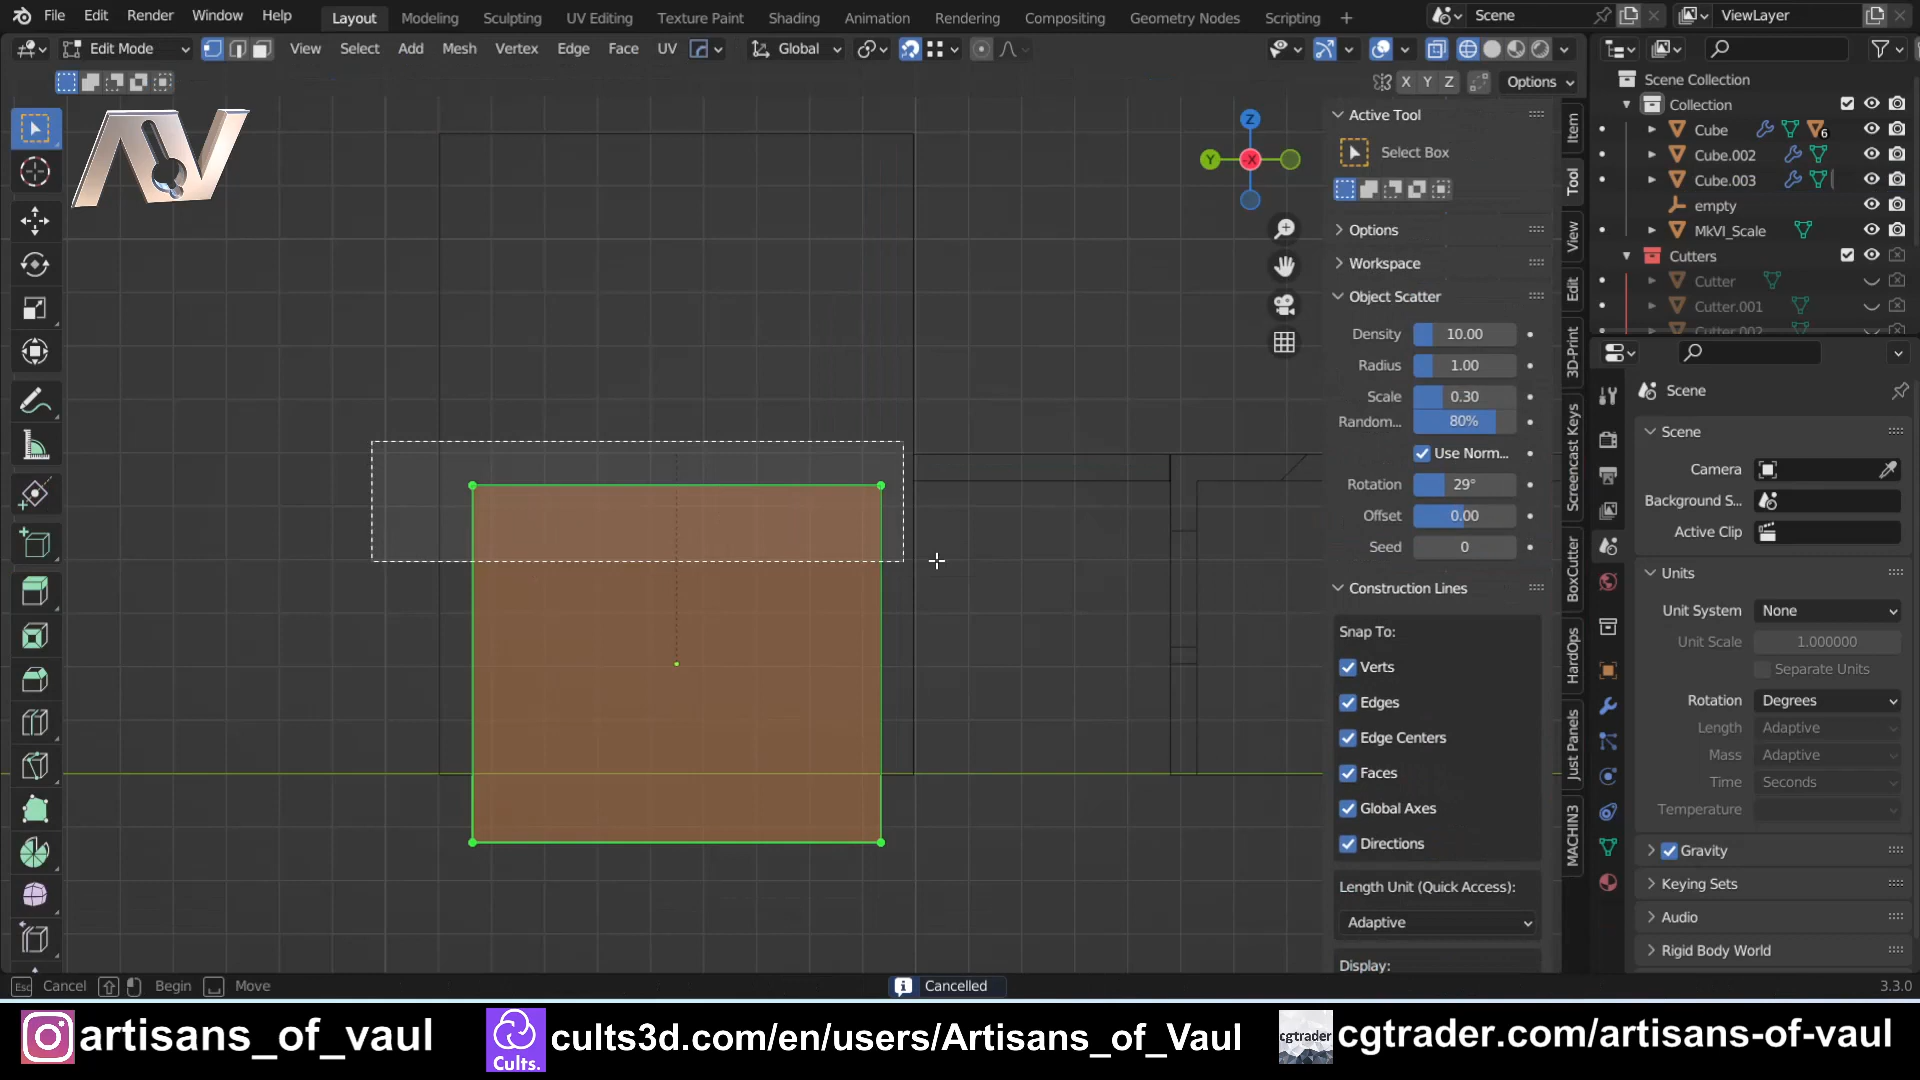 File Edit Render Window Help Layout Modeling Sculpting UV Editing Texture Paint Shading Animation Rendering Compositing Geometry Nodes Scripting + Scene ViewLayer
Edit Mode View Select Add Mesh Vertex Edge Face UV Global
X Y Z Options
AV
Z
Y
X
Active Tool
Select Box
Options
Workspace
Object Scatter
Density 10.00
Radius 1.00
Scale 0.30
Random... 80%
Use Norm...
Rotation 29°
Offset 0.00
Seed 0
Construction Lines
Snap To:
Verts
Edges
Edge Centers
Faces
Global Axes
Directions
Length Unit (Quick Access):
Adaptive
Display:
Item
Tool
View
Edit
3D-Print
Screencast Keys
BoxCutter
HardOps
Just Panels
MACHIN3
Scene Collection
Collection
Cube 6
Cube.002
Cube.003
empty
MkVI_Scale
Cutters
Cutter
Cutter.001
Cutter.002
Scene
Scene
Camera
Background S...
Active Clip
Units
Unit System None
Unit Scale 1.000000
Separate Units
Rotation Degrees
Length Adaptive
Mass Adaptive
Time Seconds
Temperature
Gravity
Keying Sets
Audio
Rigid Body World
Esc Cancel Begin Move Cancelled 3.3.0
artisans_of_vaul Cults. cults3d.com/en/users/Artisans_of_Vaul cgtrader cgtrader.com/artisans-of-vaul